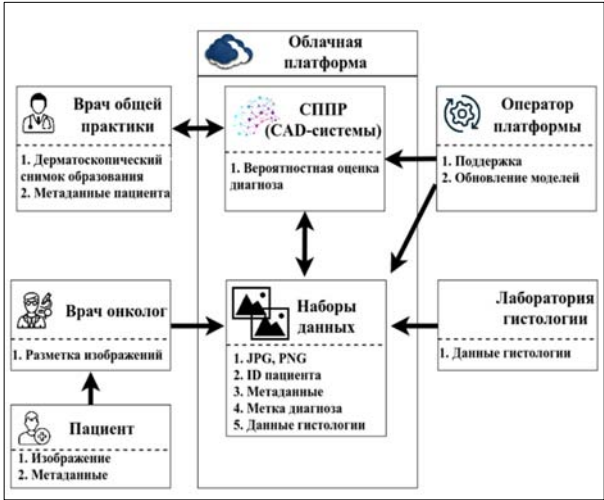 Облачная
платформа
Врач общей
практики
1. Дерматоскопический
снимок образования
2. Метаданные пациента
СППР
(CAD-системы)
1. Вероятностная оценка
диагноза
Оператор
платформы
1. Поддержка
2. Обновление моделей
Врач онколог
1. Разметка изображений
Наборы
данных
1. JPG, PNG
2. ID пациента
3. Метаданные
4. Метка диагноза
5. Данные гистологии
Лаборатория
гистологии
1. Данные гистологии
Пациент
1. Изображение
2. Метаданные